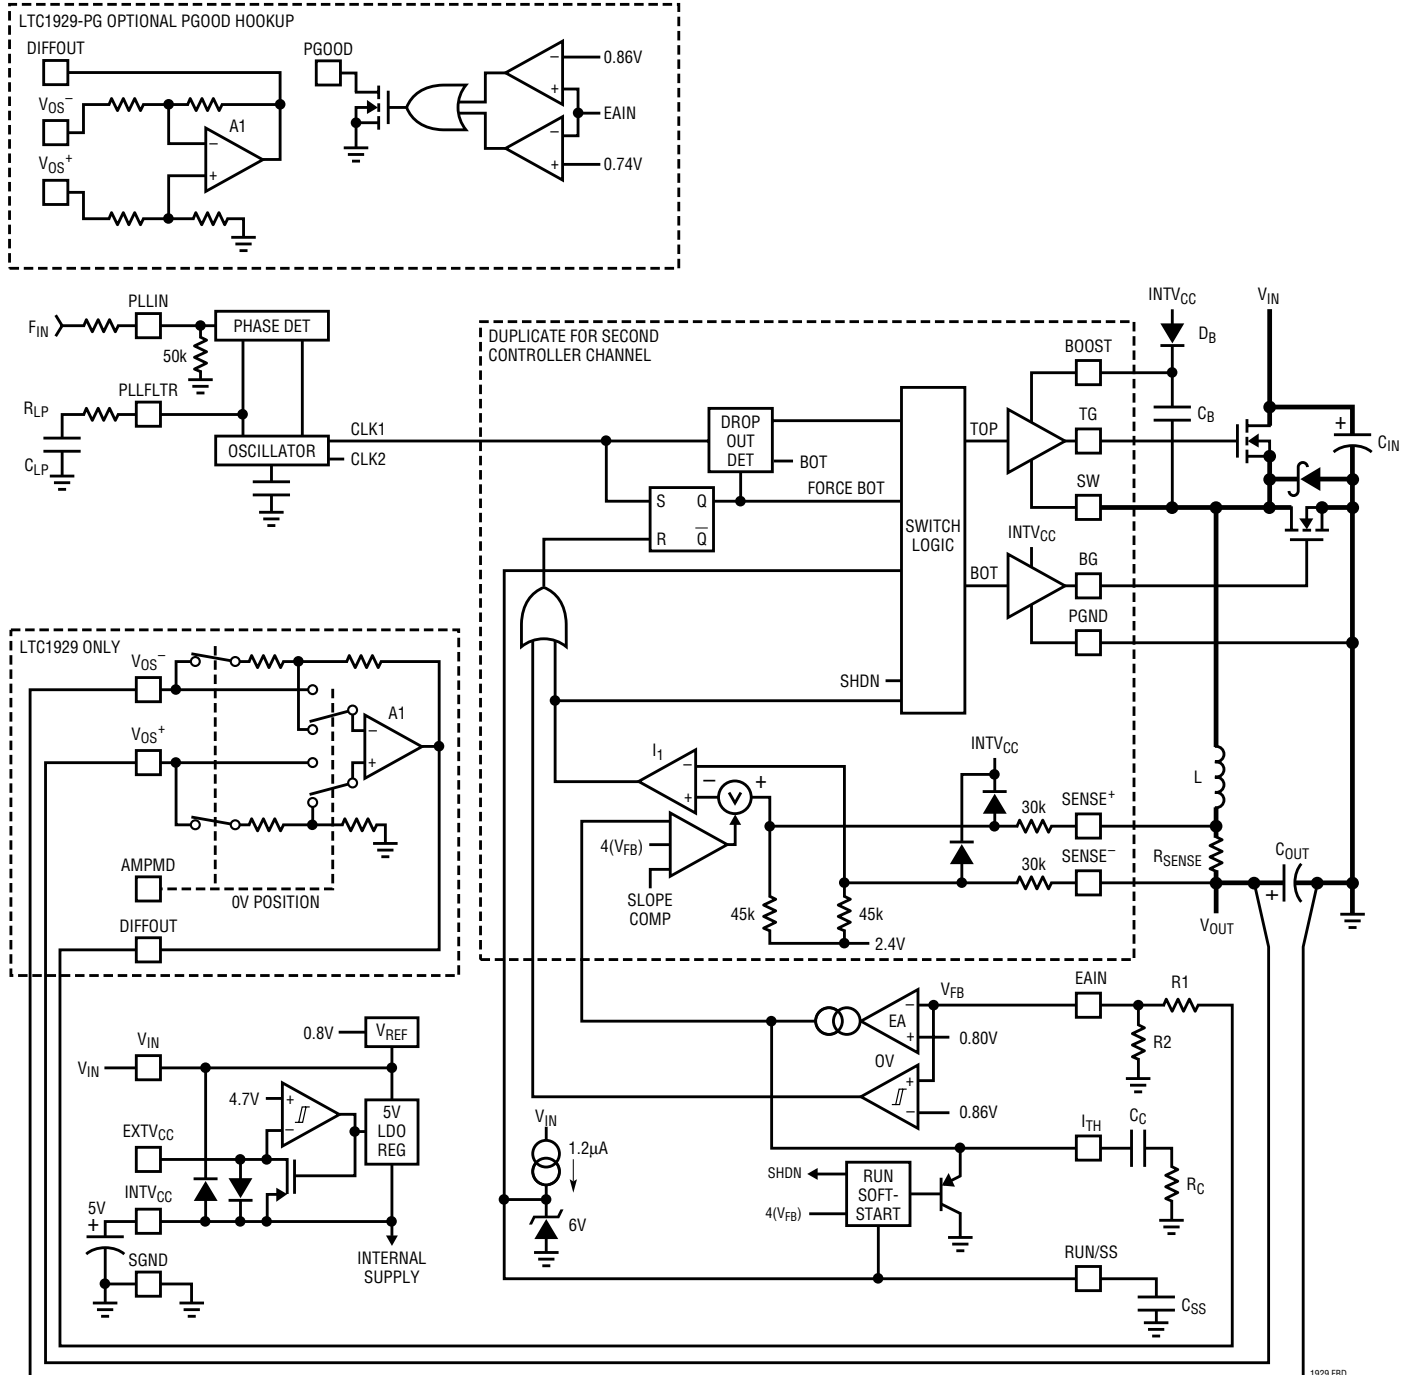 LTC1929-PG OPTIONAL PGOOD HOOKUP
DIFFOUT
PGOOD
VOS–
VOS+
A1
–
+
–
+
–
+
0.86V
EAIN
0.74V
FIN
PLLIN
50k
PHASE DET
PLLFLTR
RLP
CLP
OSCILLATOR
CLK1
CLK2
DUPLICATE FOR SECOND
CONTROLLER CHANNEL
DROP
OUT
DET
BOT
FORCE BOT
S Q
R Q̅
SWITCH
LOGIC
TOP
BOT
INTVCC
SHDN
BOOST
TG
SW
BG
PGND
INTVCC
DB
CB
VIN
+
CIN
LTC1929 ONLY
VOS–
VOS+
A1
–
+
AMPMD
0V POSITION
DIFFOUT
I1
–
+
– +
4(VFB)
SLOPE
COMP
45k
45k
2.4V
INTVCC
30k
SENSE+
30k
SENSE–
L
RSENSE
COUT
+
VOUT
VFB
EA
–
+
0.80V
OV
+
–
0.86V
EAIN
R1
R2
ITH
CC
RC
VIN
1.2µA
6V
SHDN
4(VFB)
RUN
SOFT-
START
RUN/SS
CSS
0.8V
VREF
VIN
VIN
4.7V
+
–
5V
LDO
REG
EXTVCC
INTVCC
5V
+
SGND
INTERNAL
SUPPLY
1929 FBD